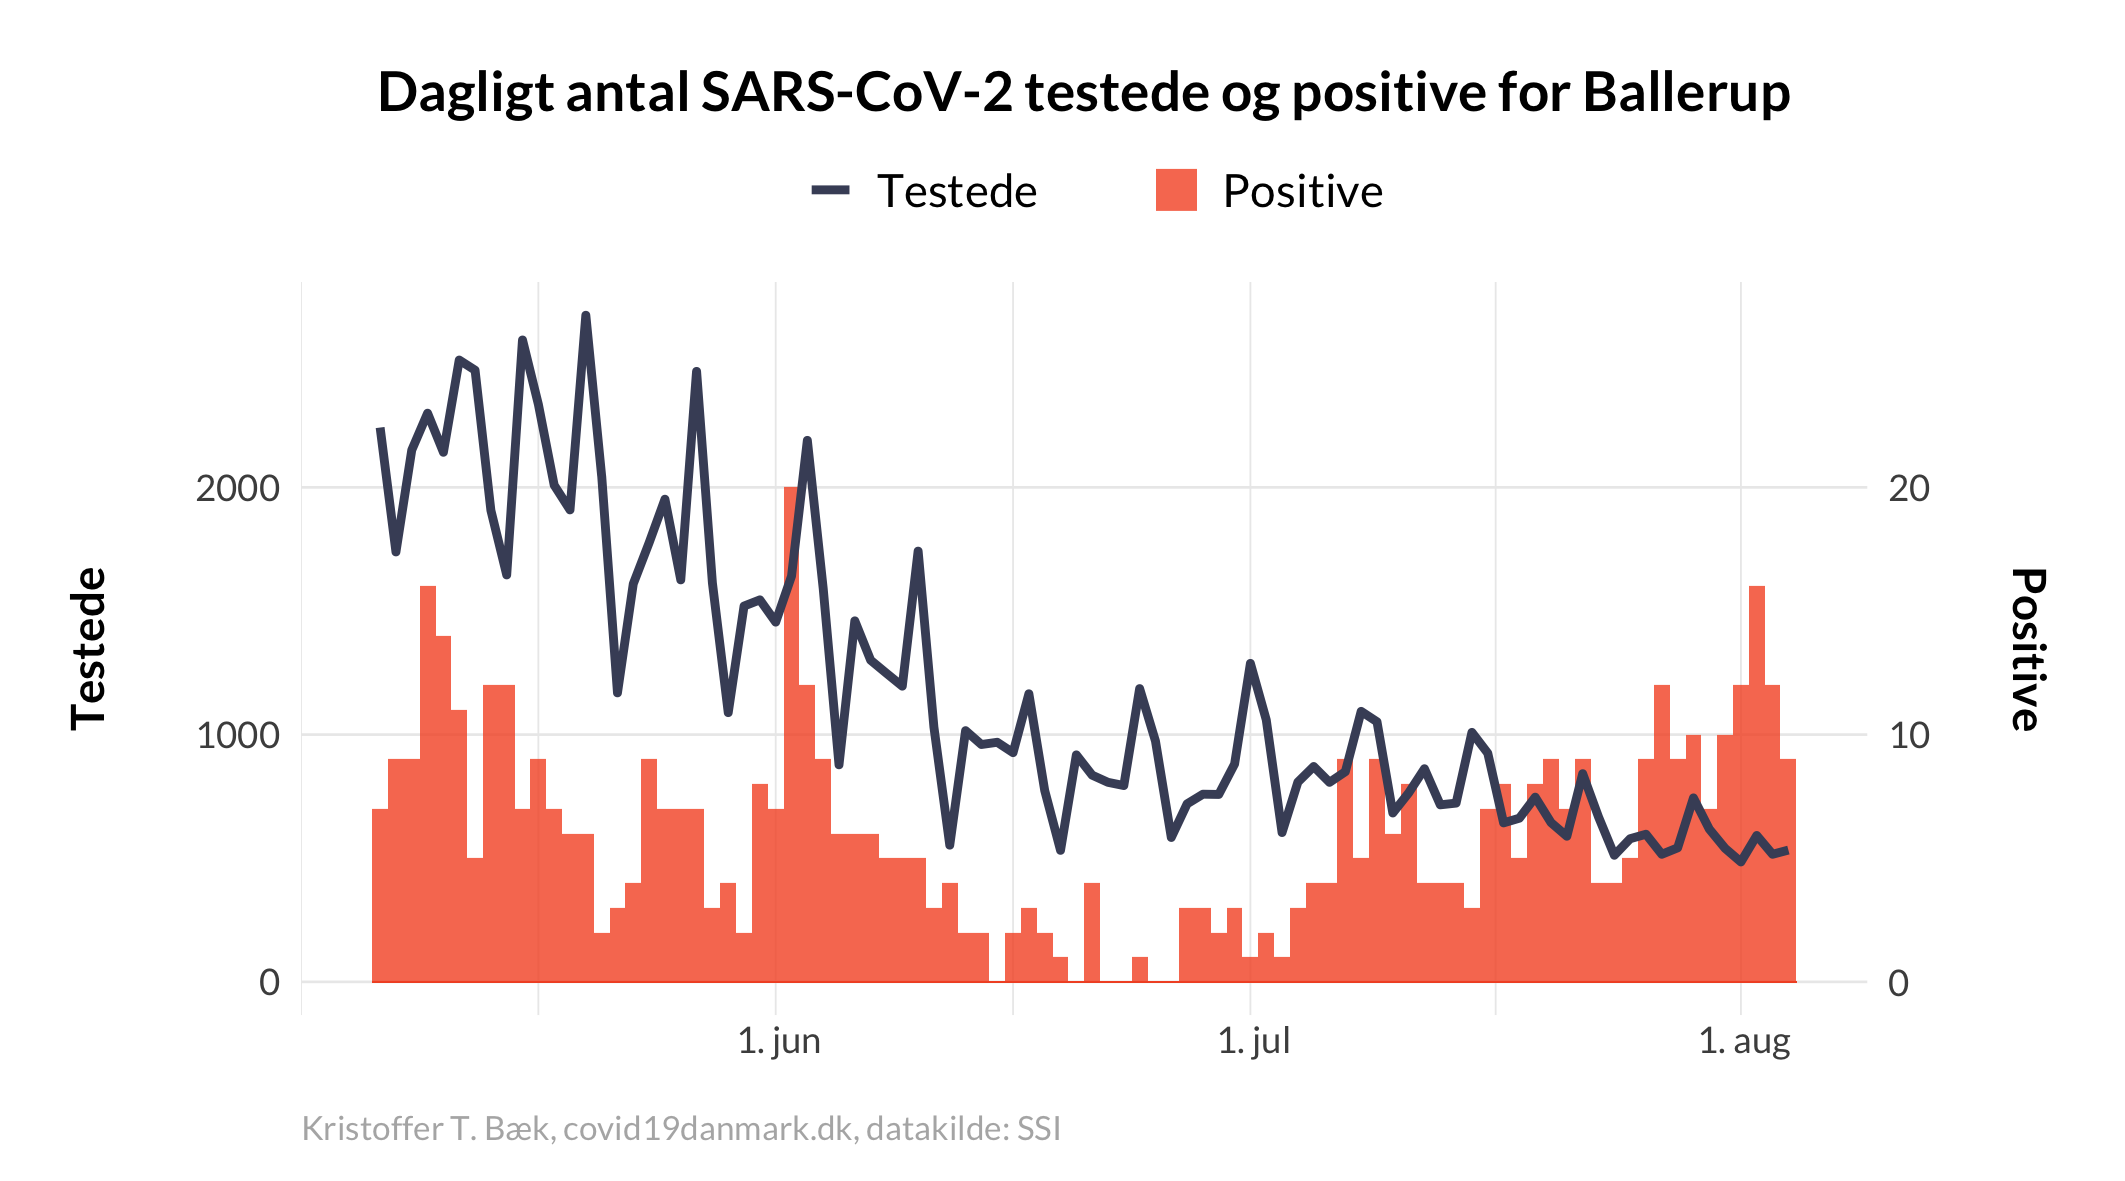 Dagligt antal SARS-CoV-2 testede og positive for Ballerup
Testede
Positive
Testede
2000
1000
0
20
10
0
Positive
1. jun
1. jul
1. aug
Kristoffer T. Bæk, covid19danmark.dk, datakilde: SSI